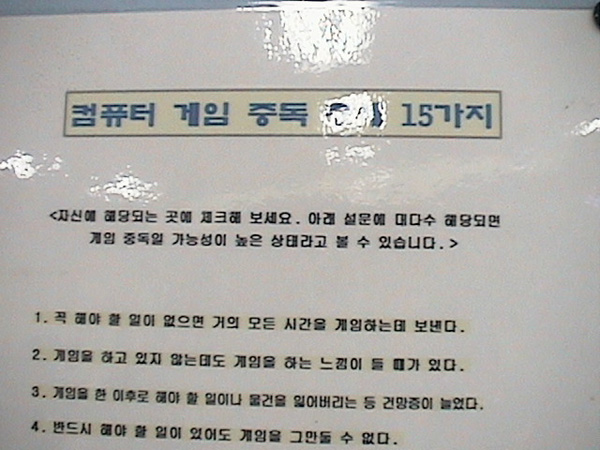 컴퓨터 게임 중독 15가지
<자신에 해당되는 곳에 체크해 보세요. 아래 설문에 대다수 해당되면
게임 중독일 가능성이 높은 상태라고 볼 수 있습니다.>
1. 꼭 해야 할 일이 없으면 거의 모든 시간을 게임하는데 보낸다.
2. 게임을 하고 있지 않는데도 게임을 하는 느낌이 들 때가 있다.
3. 게임을 한 이후로 해야 할 일이나 물건을 잃어버리는 등 건망증이 늘었다.
4. 반드시 해야 할 일이 있어도 게임을 그만둘 수 없다.